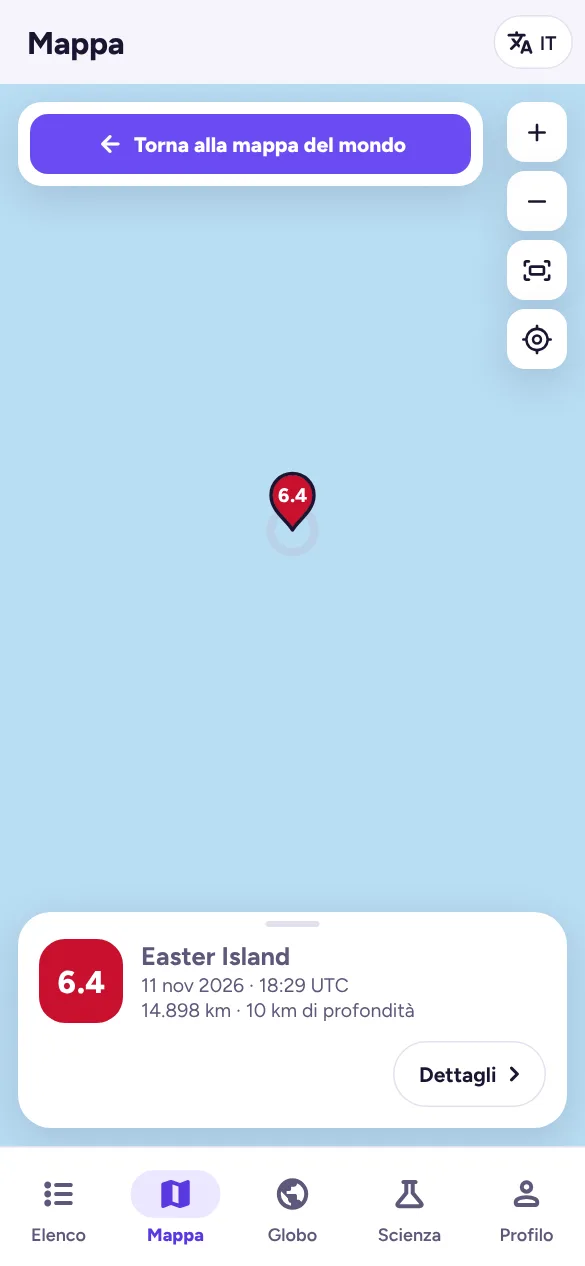 Mappa
IT
Torna alla mappa del mondo
6.4
6.4
Easter Island
11 nov 2026 · 18:29 UTC
14.898 km · 10 km di profondità
Dettagli
Elenco
Mappa
Globo
Scienza
Profilo